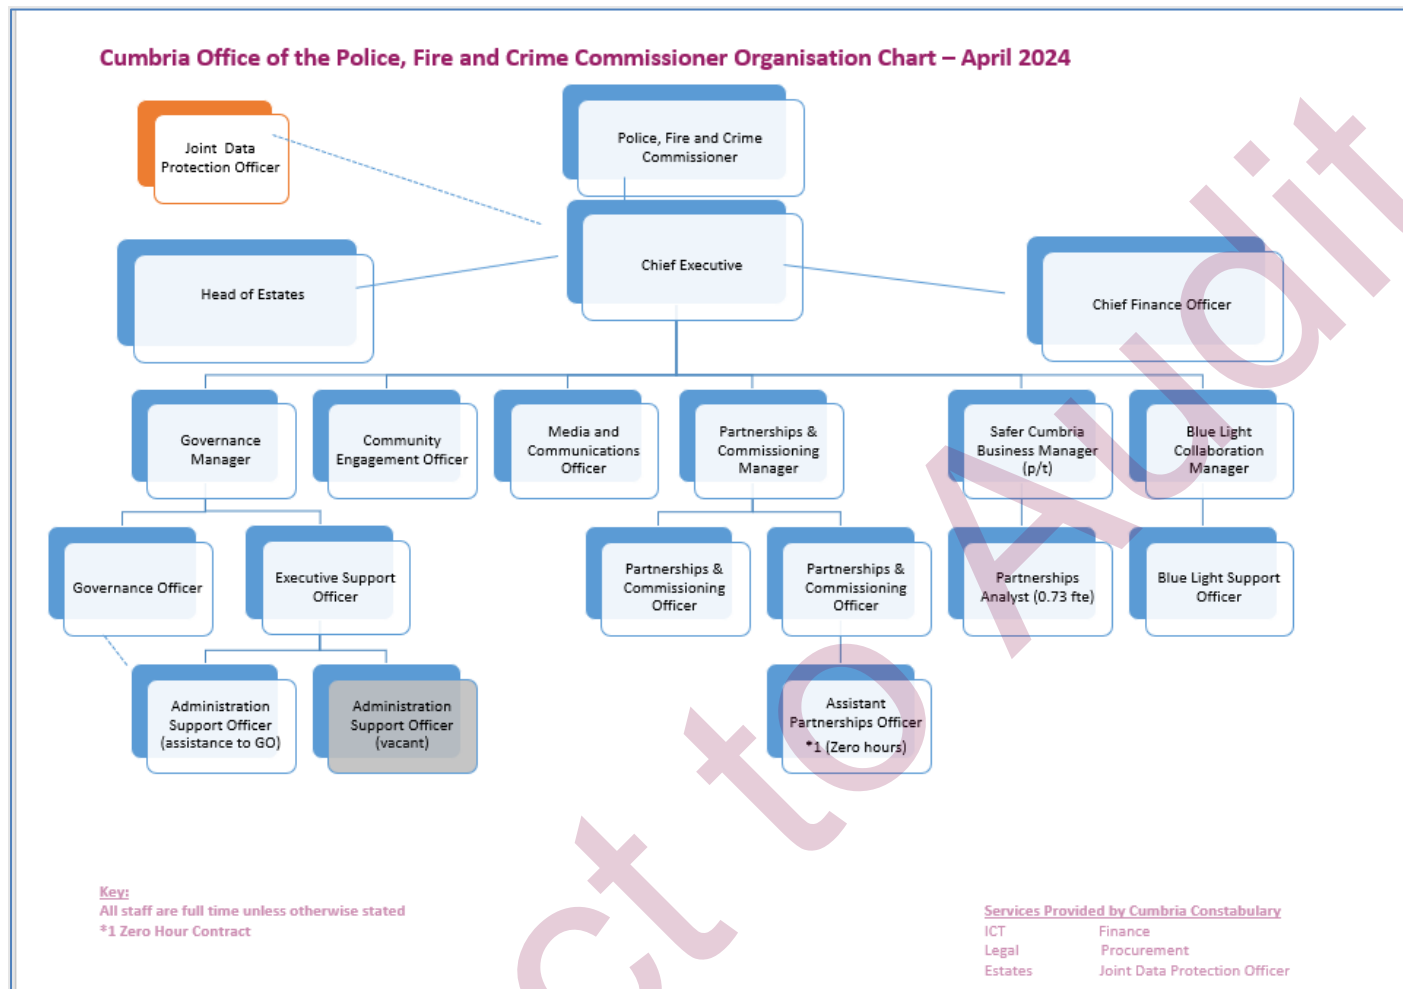 Cumbria Office of the Police, Fire and Crime Commissioner Organisation Chart – April 2024
Joint Data
Protection Officer
Police, Fire and Crime
Commissioner
Chief Executive
Head of Estates
Chief Finance Officer
Governance
Manager
Community
Engagement Officer
Media and
Communications
Officer
Partnerships &
Commissioning
Manager
Safer Cumbria
Business Manager
(p/t)
Blue Light
Collaboration
Manager
Governance Officer
Executive Support
Officer
Partnerships &
Commissioning
Officer
Partnerships &
Commissioning
Officer
Partnerships
Analyst (0.73 fte)
Blue Light Support
Officer
Administration
Support Officer
(assistance to GO)
Administration
Support Officer
(vacant)
Assistant
Partnerships Officer
*1 (Zero hours)
Key:
All staff are full time unless otherwise stated
*1 Zero Hour Contract
Services Provided by Cumbria Constabulary
ICT Finance
Legal Procurement
Estates Joint Data Protection Officer
ct to Audit